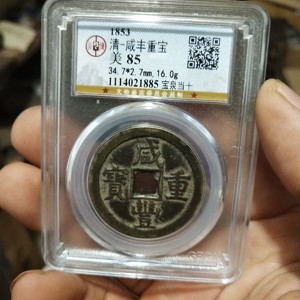 1853
清-咸丰重宝
美 85
34.7*2.7mm,16.0g
1114021885 宝泉当十
咸
豐
重
寶